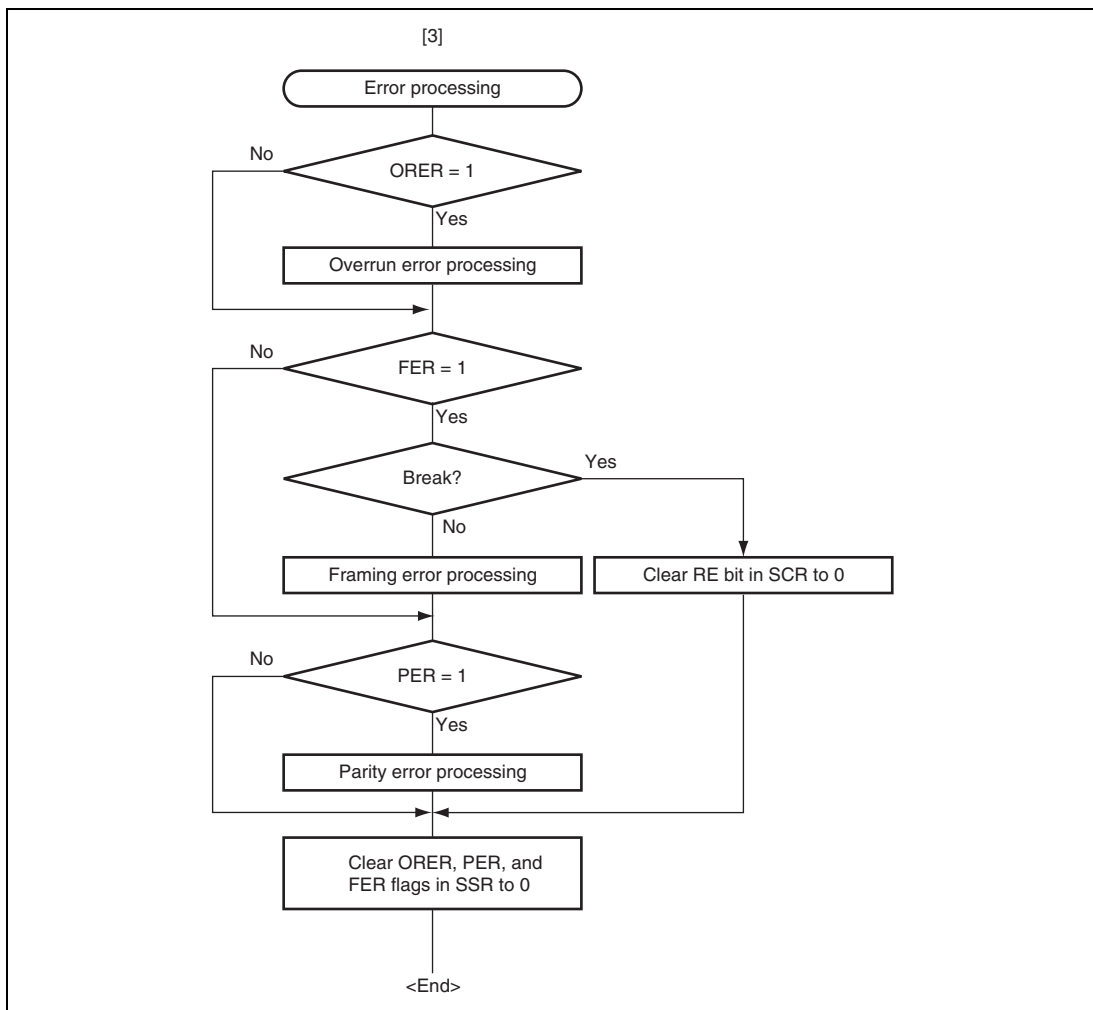 [3]
Error processing
No
ORER = 1
Yes
Overrun error processing
No
FER = 1
Yes
Break?
Yes
No
Framing error processing
Clear RE bit in SCR to 0
No
PER = 1
Yes
Parity error processing
Clear ORER, PER, and
FER flags in SSR to 0
<End>